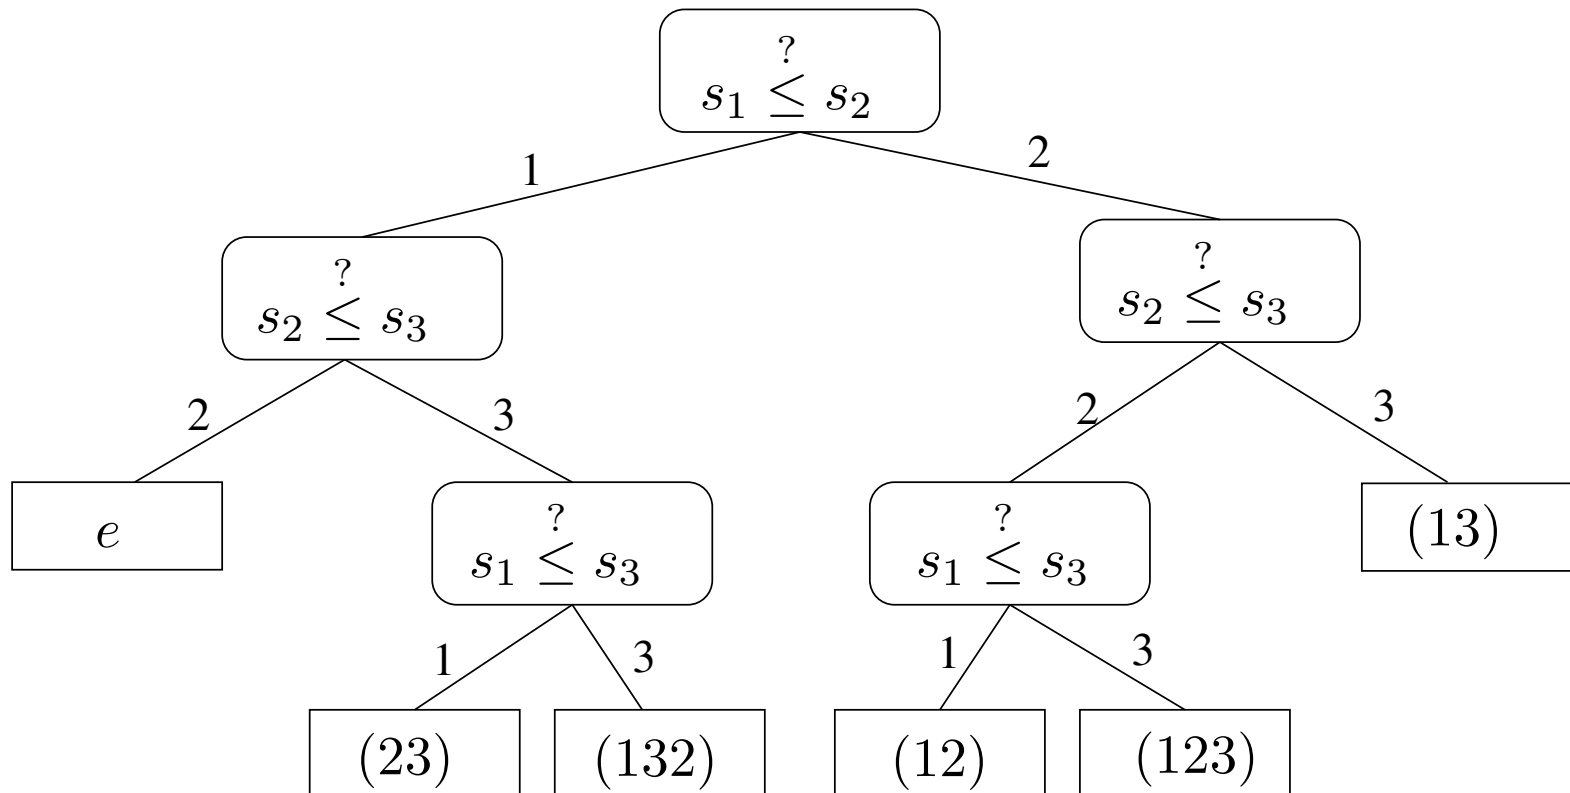 s₁ ≤? s₂
1 2
s₂ ≤? s₃
s₂ ≤? s₃
2 3 2 3
e
s₁ ≤? s₃
s₁ ≤? s₃
(13)
1 3 1 3
(23)
(132)
(12)
(123)